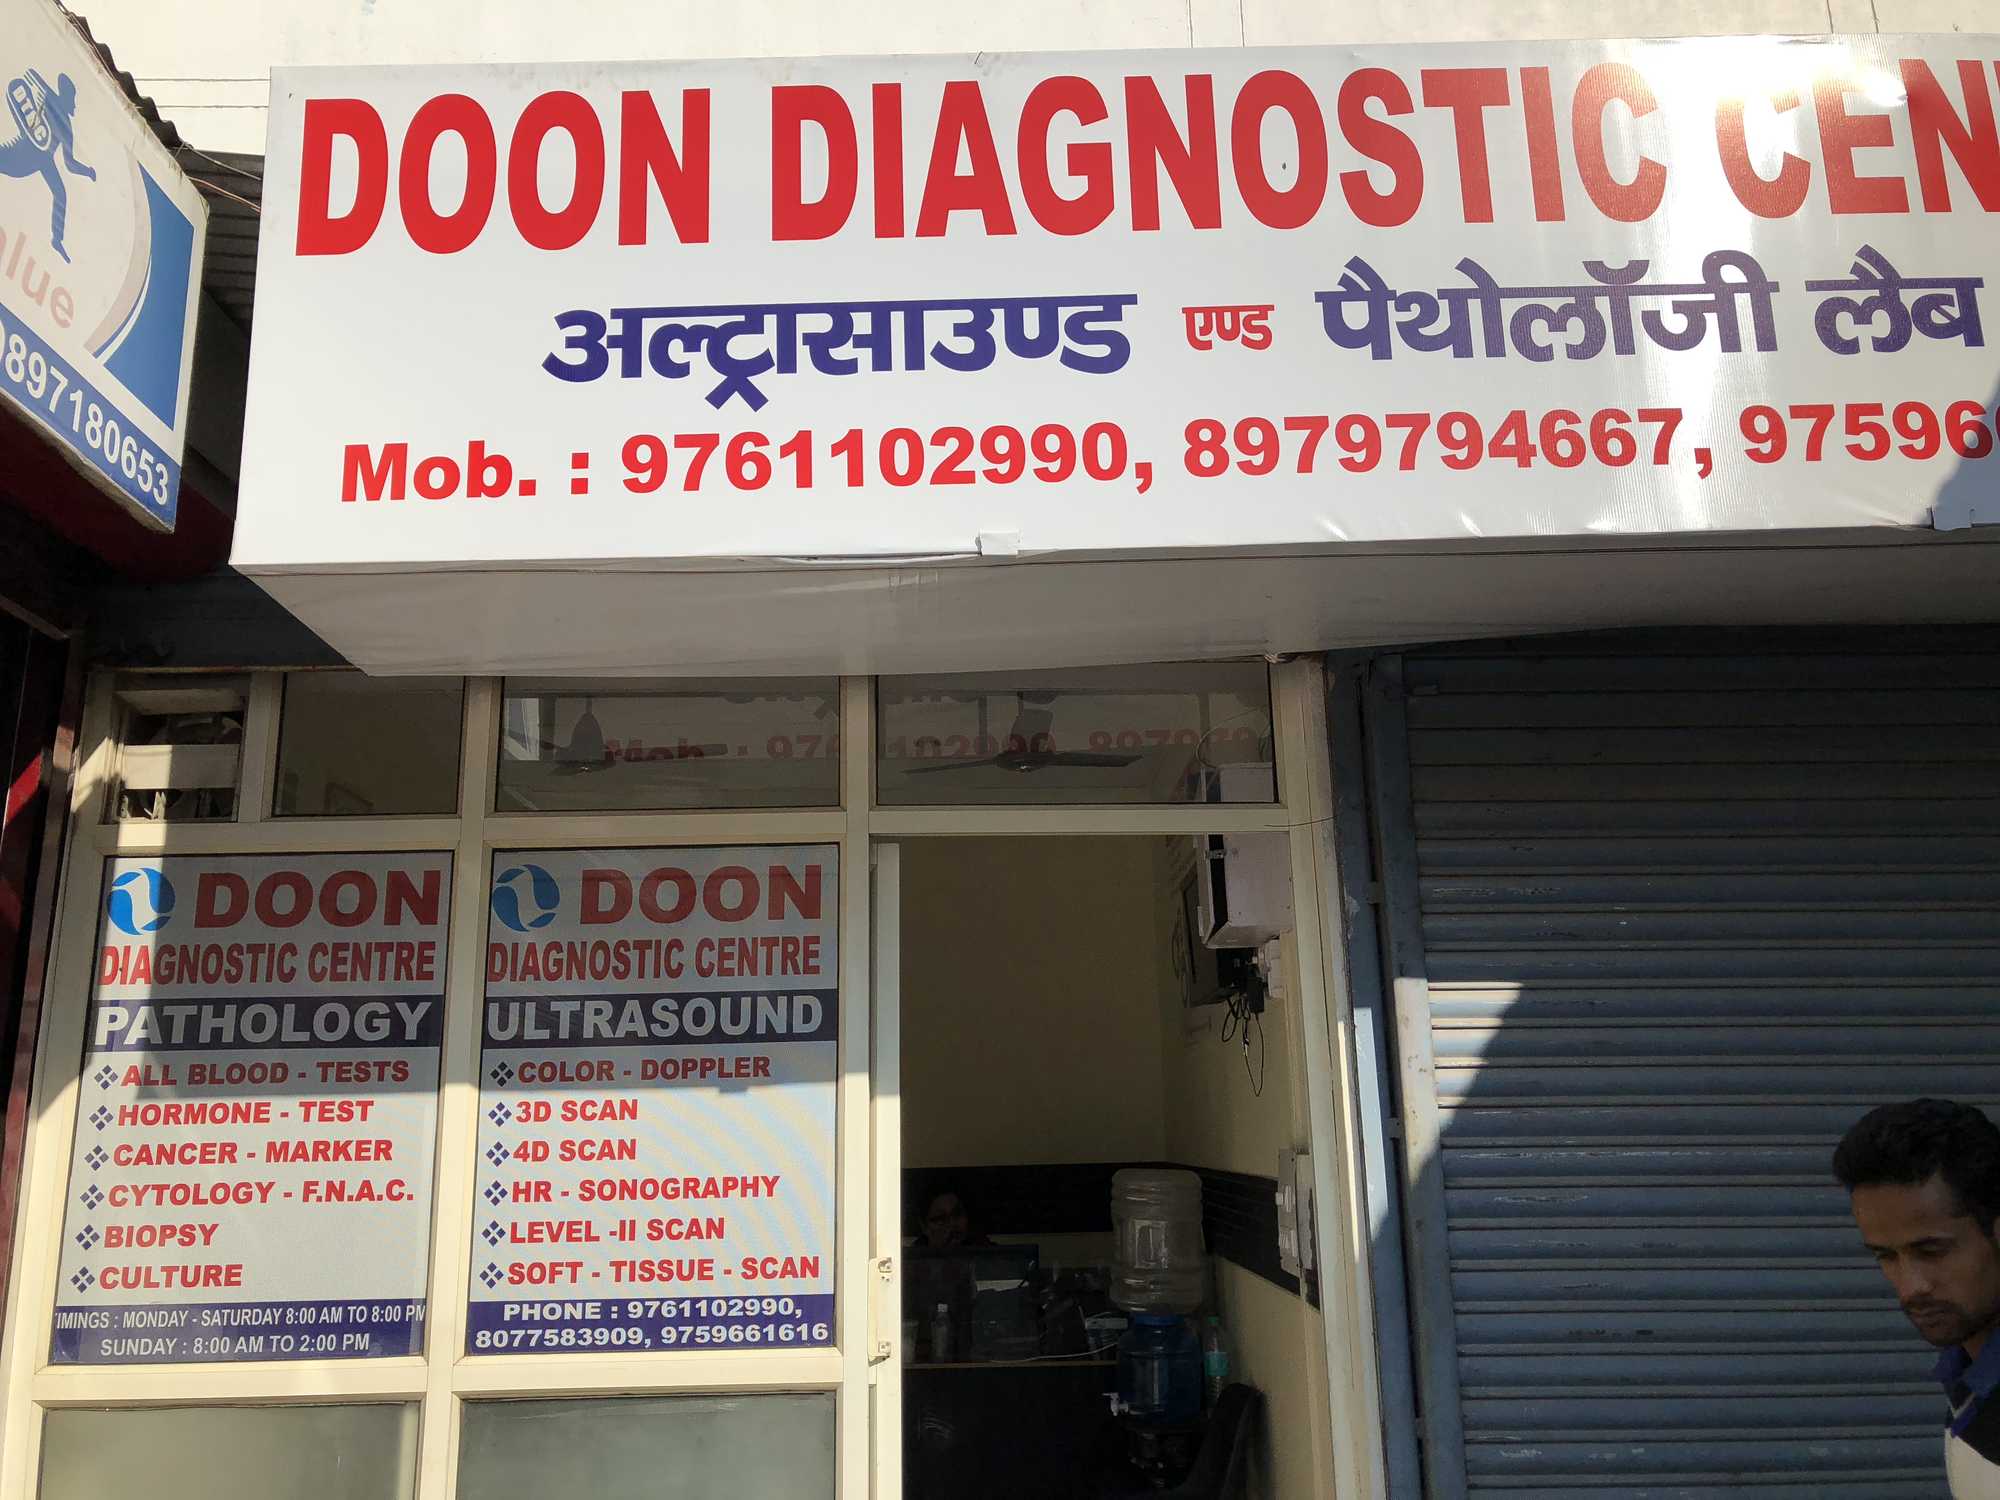 DOON DIAGNOSTIC CEN
अल्ट्रासाउण्ड एण्ड पैथोलॉजी लैब
Mob. : 9761102990, 8979794667, 97596
DTNC
alue
9897180653
DOON
DIAGNOSTIC CENTRE
PATHOLOGY
ALL BLOOD - TESTS
HORMONE - TEST
CANCER - MARKER
CYTOLOGY - F.N.A.C.
BIOPSY
CULTURE
TIMINGS : MONDAY - SATURDAY 8:00 AM TO 8:00 PM
SUNDAY : 8:00 AM TO 2:00 PM
DOON
DIAGNOSTIC CENTRE
ULTRASOUND
COLOR - DOPPLER
3D SCAN
4D SCAN
HR - SONOGRAPHY
LEVEL -II SCAN
SOFT - TISSUE - SCAN
PHONE : 9761102990,
8077583909, 9759661616